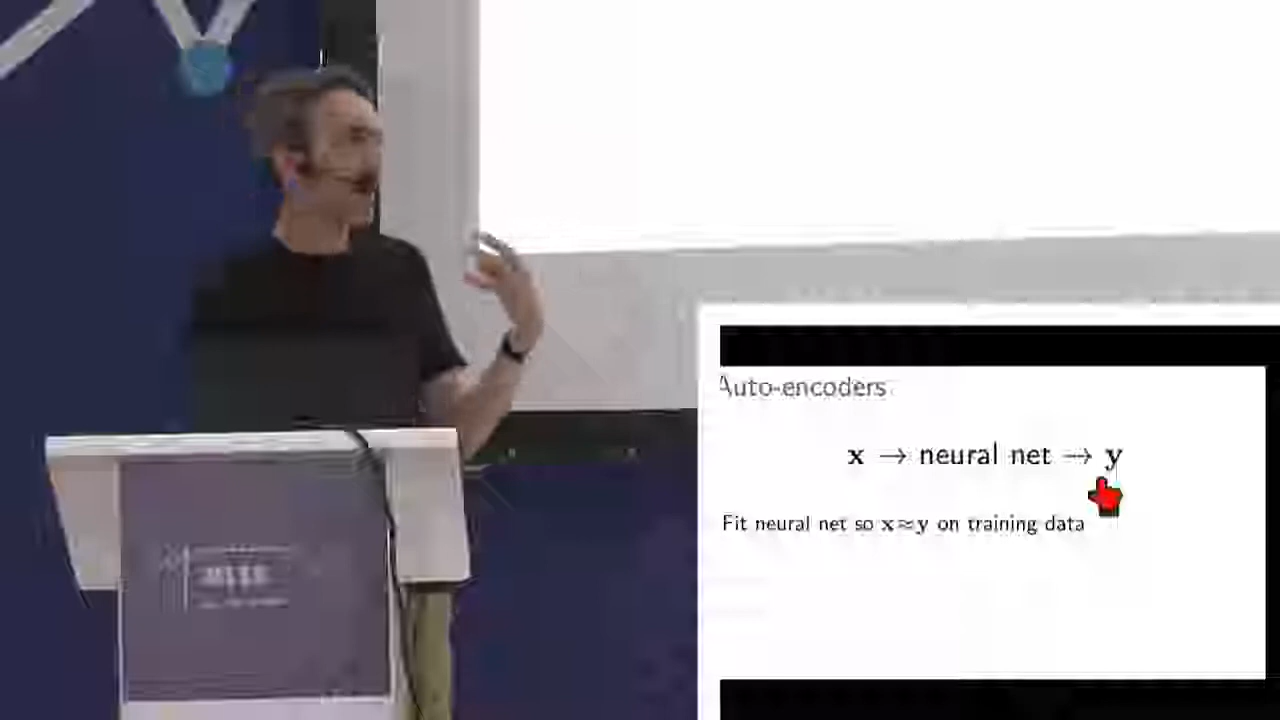 Auto-encoders
x → neural net → y
Fit neural net so x≈y on training data